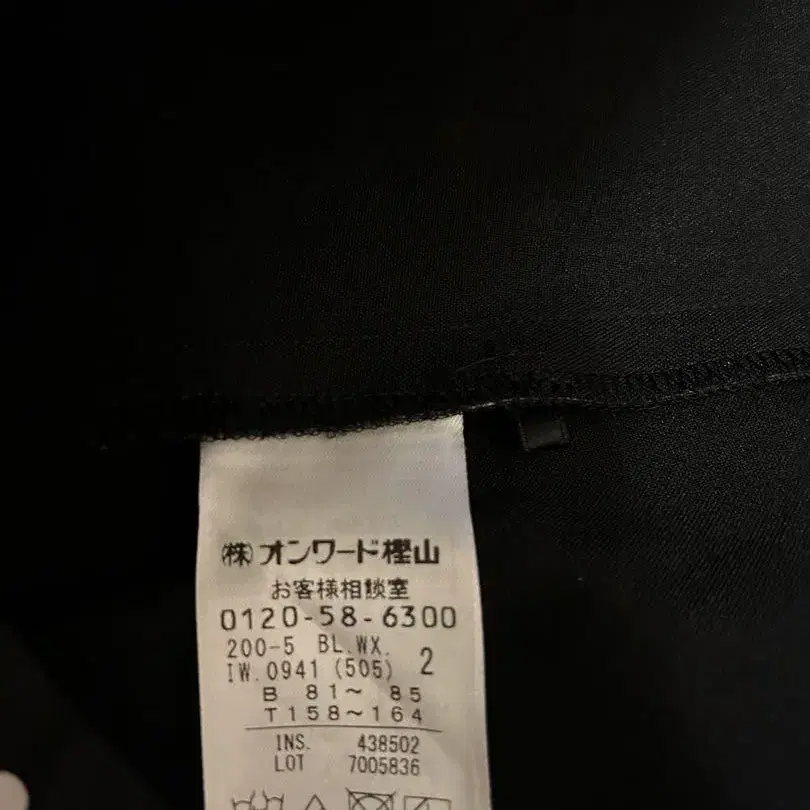 ㈱オンワード樫山
お客様相談室
0120-58-6300
200-5 BL.WX.
IW.0941 (505) 2
B 81～ 85
T158～164
INS. 438502
LOT 7005836